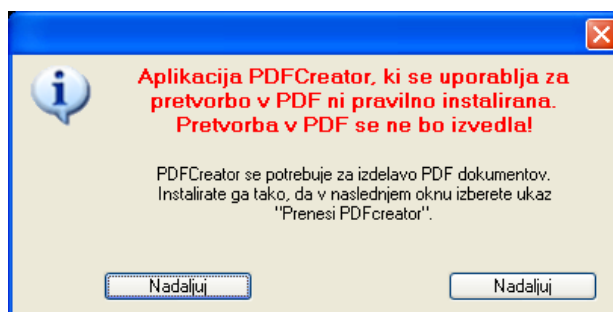 Aplikacija PDFCreator, ki se uporablja za
pretvorbo v PDF ni pravilno instalirana.
Pretvorba v PDF se ne bo izvedla!
PDFCreator se potrebuje za izdelavo PDF dokumentov.
Instalirate ga tako, da v naslednjem oknu izberete ukaz
"Prenesi PDFcreator".
Nadaljuj Nadaljuj